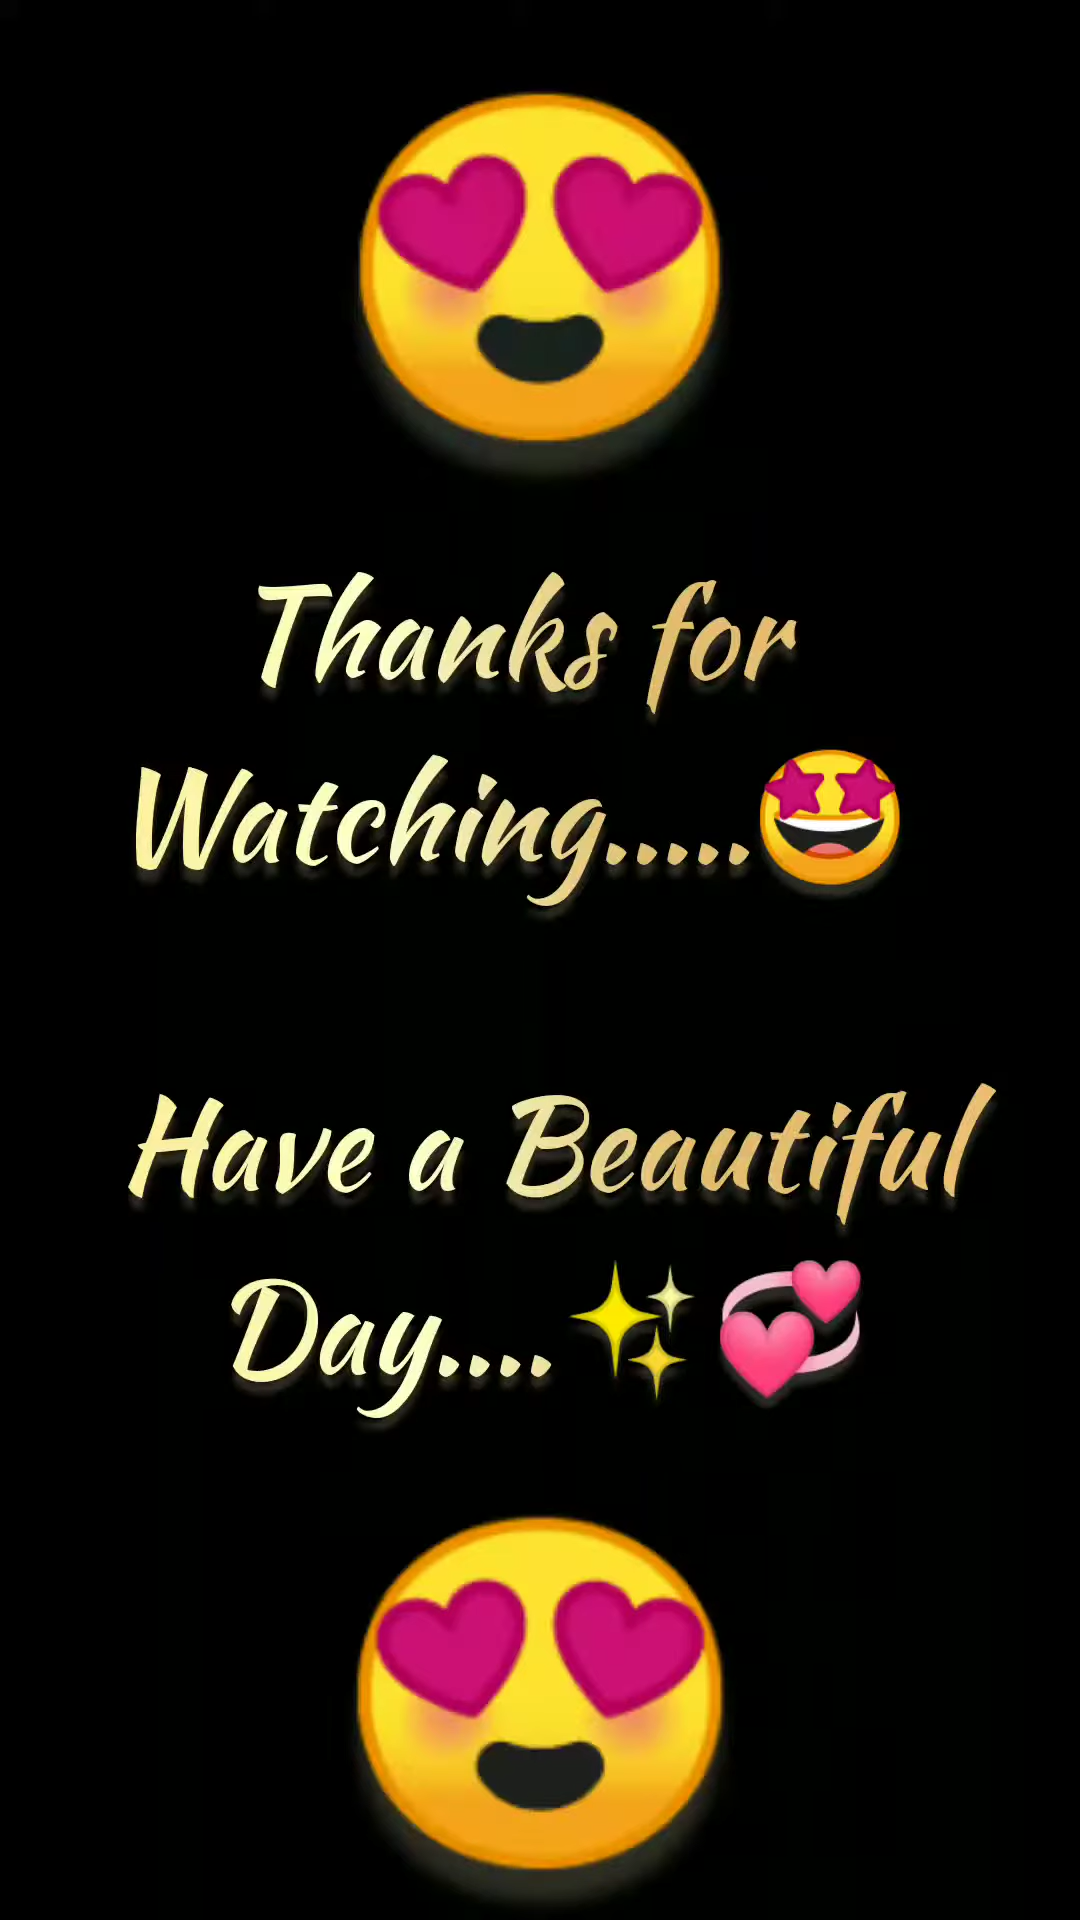 Thanks for
Watching.....🤩
Have a Beautiful
Day....✨💞